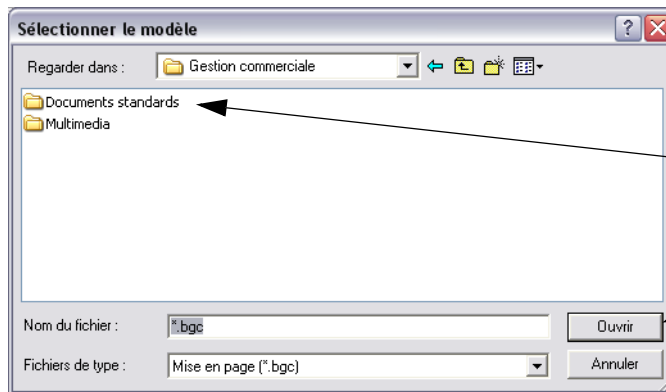 Sélectionner le modèle
Regarder dans :
Gestion commerciale
Documents standards
Multimedia
Nom du fichier :
*.bgc
Ouvrir
Fichiers de type :
Mise en page (*.bgc)
Annuler